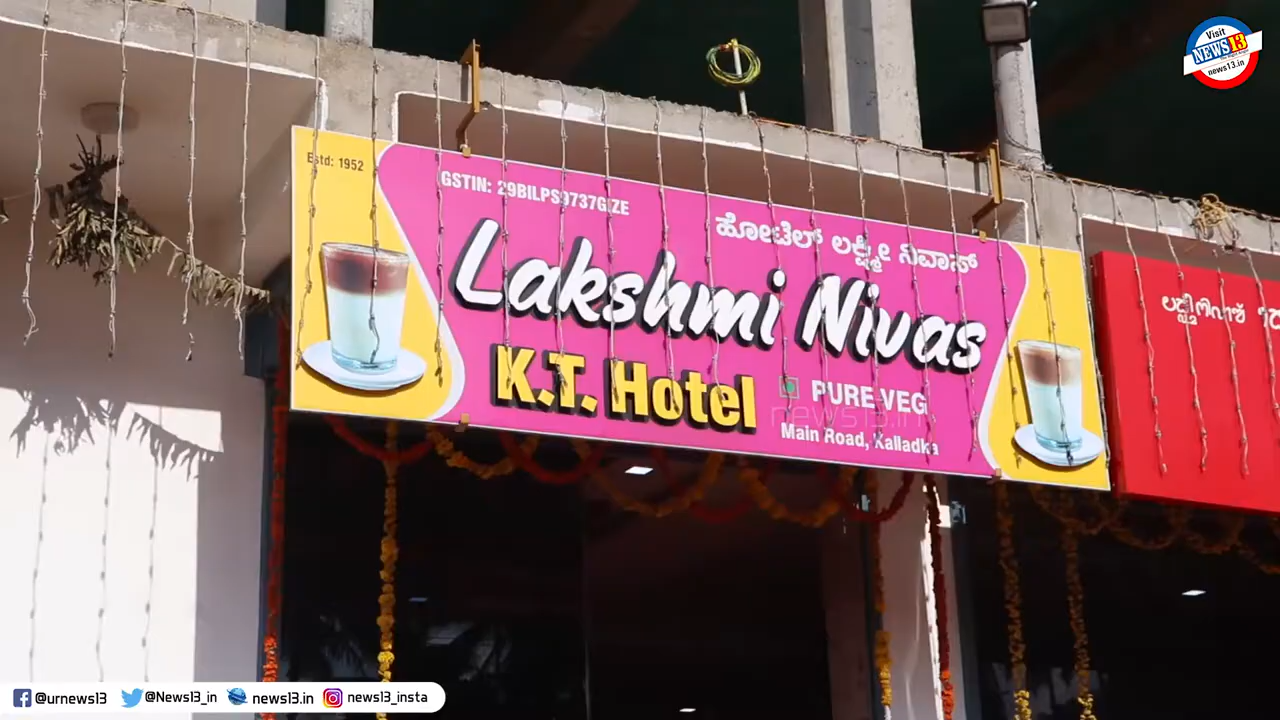 Visit
NEWS13
news13.in
Estd: 1952
GSTIN: 29BILPS9737G1ZE
ಹೋಟೆಲ್ ಲಕ್ಷ್ಮೀ ನಿವಾಸ್
Lakshmi Nivas
K.T. Hotel
PURE VEG
news13.in
Main Road, Kalladka
@urnews13
@News13_in
news13.in
news13_insta